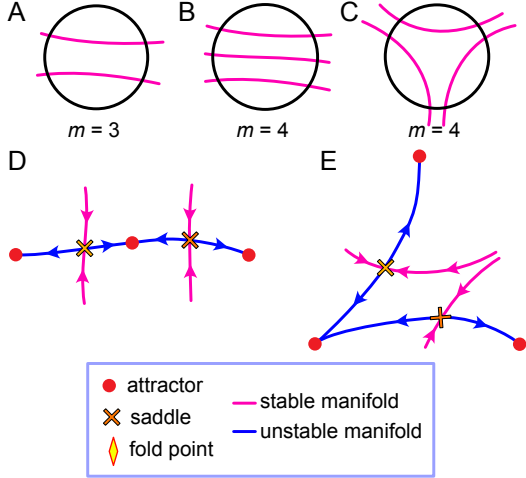 A
B
C
m = 3
m = 4
m = 4
D
E
attractor
saddle
fold point
stable manifold
unstable manifold